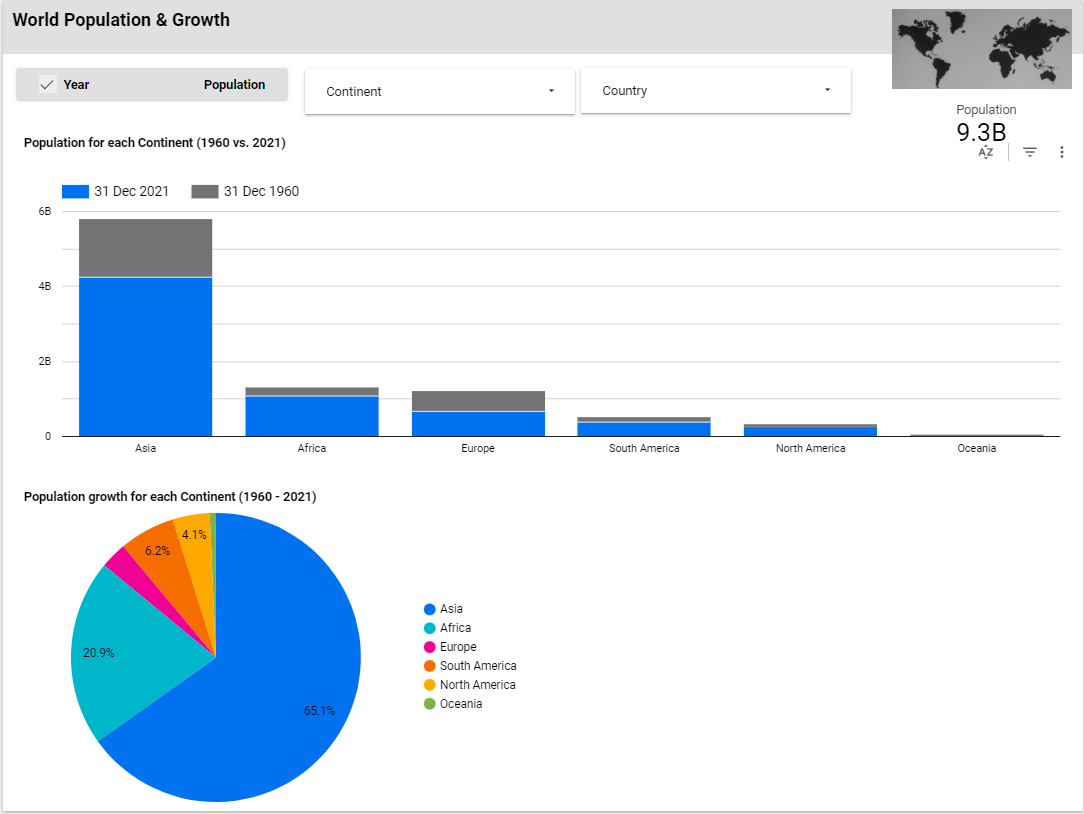 World Population & Growth
Year Population
Continent
Country
Population
9.3B
AZ
Population for each Continent (1960 vs. 2021)
31 Dec 2021 31 Dec 1960
6B
4B
2B
0
Asia Africa Europe South America North America Oceania
Population growth for each Continent (1960 - 2021)
4.1%
6.2%
20.9%
65.1%
Asia
Africa
Europe
South America
North America
Oceania